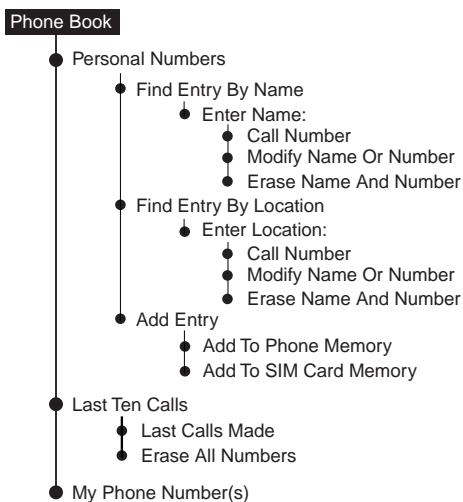 Phone Book
Personal Numbers
Find Entry By Name
Enter Name:
Call Number
Modify Name Or Number
Erase Name And Number
Find Entry By Location
Enter Location:
Call Number
Modify Name Or Number
Erase Name And Number
Add Entry
Add To Phone Memory
Add To SIM Card Memory
Last Ten Calls
Last Calls Made
Erase All Numbers
My Phone Number(s)